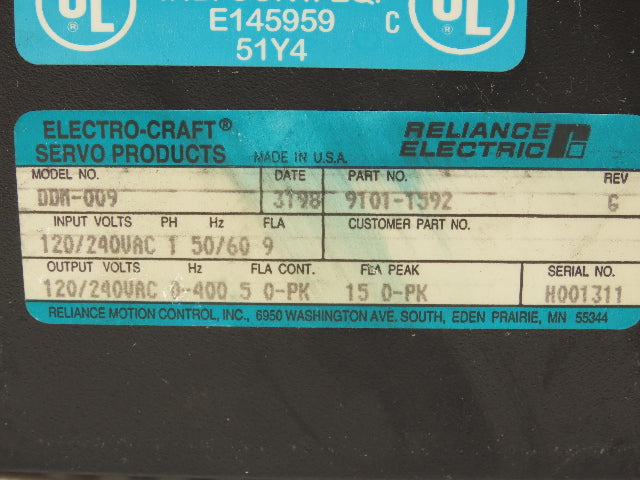 UL
UL
E145959 C
51Y4
ELECTRO-CRAFT®
SERVO PRODUCTS
MADE IN U.S.A.
RELIANCE
ELECTRIC
MODEL NO. DATE PART NO. REV
DDM-009 3198 9101-1592 G
INPUT VOLTS PH Hz FLA CUSTOMER PART NO.
120/240VAC 1 50/60 9
OUTPUT VOLTS Hz FLA CONT. FLA PEAK SERIAL NO.
120/240VAC 0-400 5 0-PK 15 0-PK H001311
RELIANCE MOTION CONTROL, INC., 6950 WASHINGTON AVE. SOUTH, EDEN PRAIRIE, MN 55344